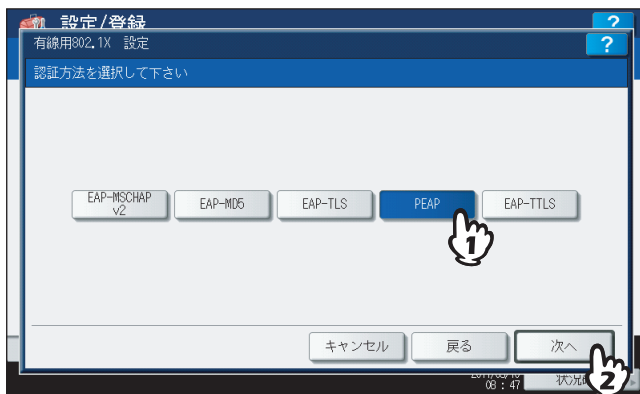 設定/登録
?
有線用802.1X 設定
?
認証方法を選択して下さい
EAP-MSCHAP
v2
EAP-MD5
EAP-TLS
PEAP
EAP-TTLS
1
キャンセル
戻る
次へ
2
08:47